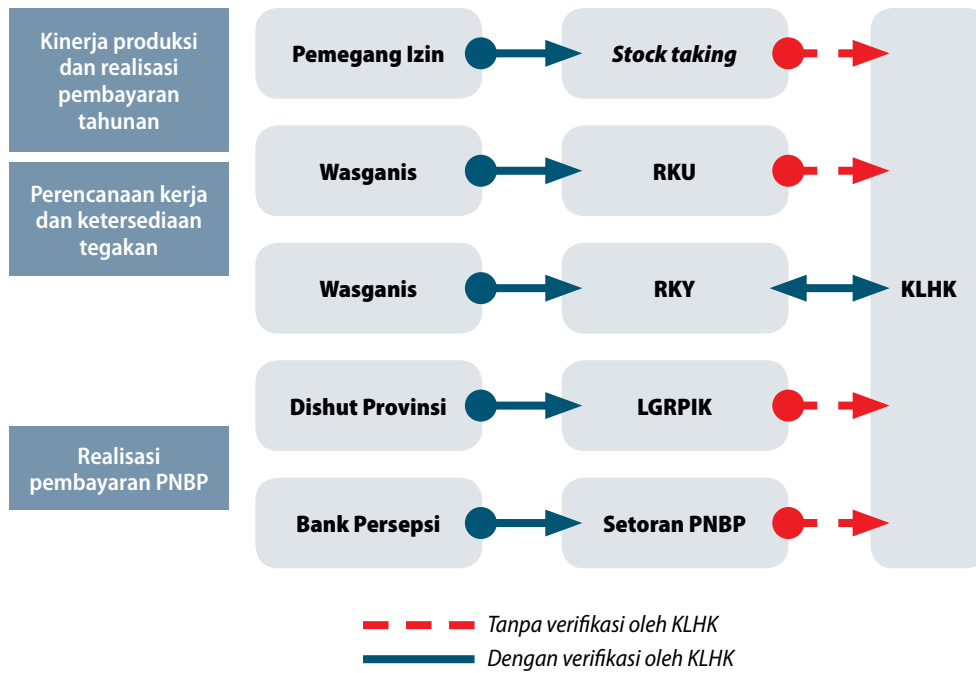 Kinerja produksi
dan realisasi
pembayaran
tahunan
Pemegang Izin
Stock taking
Perencanaan kerja
dan ketersediaan
tegakan
Wasganis
RKU
Wasganis
RKY
KLHK
Dishut Provinsi
LGRPIK
Realisasi
pembayaran PNBP
Bank Persepsi
Setoran PNBP
Tanpa verifikasi oleh KLHK
Dengan verifikasi oleh KLHK